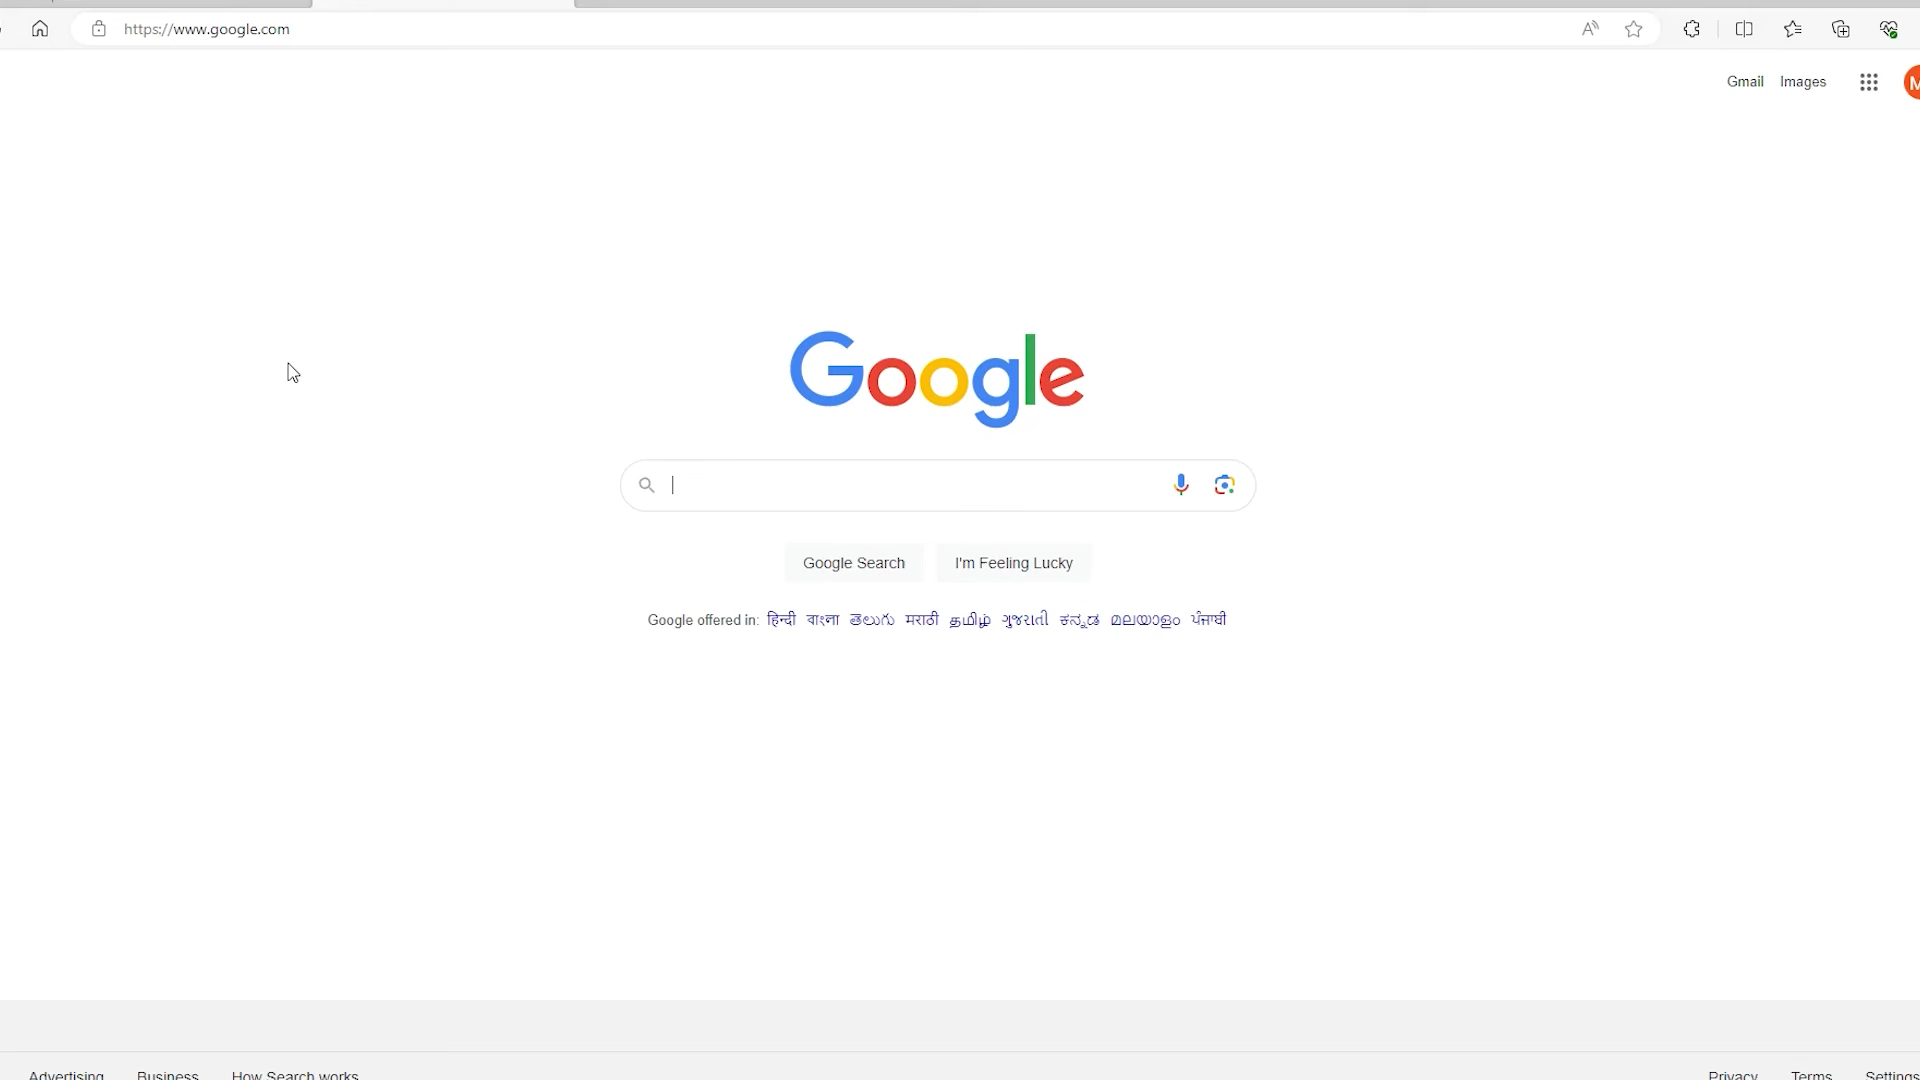 https://www.google.com
Gmail Images
M
Google
Google Search I'm Feeling Lucky
Google offered in: हिन्दी বাংলা తెలుగు मराठी தமிழ் ગુજરાતી ಕನ್ನಡ മലയാളം ਪੰਜਾਬੀ
Advertising Business How Search works Privacy Terms Settings